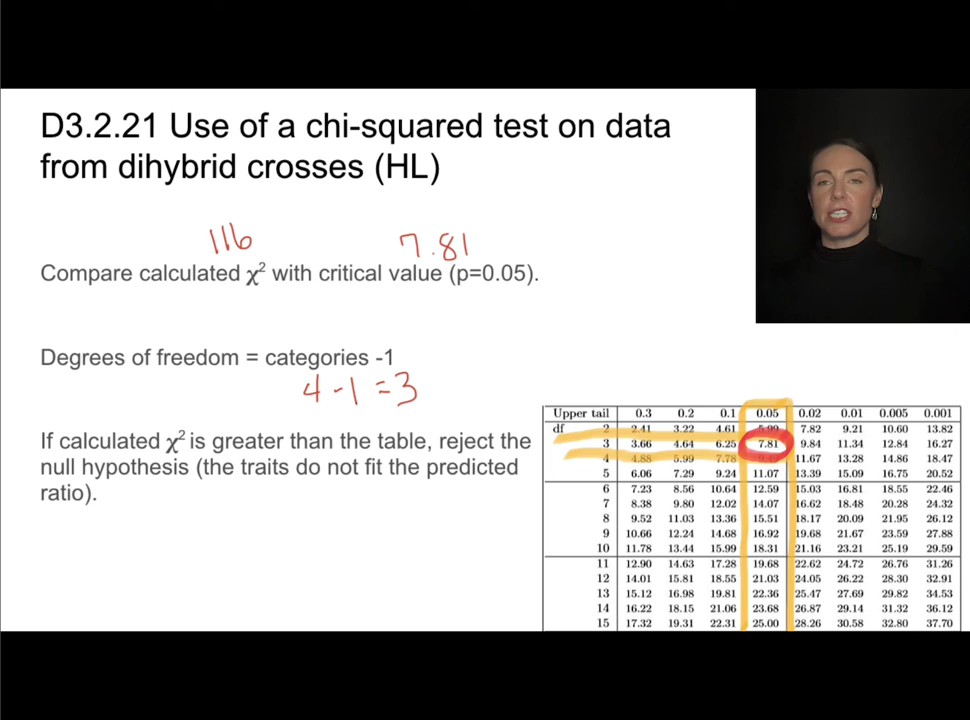 D3.2.21 Use of a chi-squared test on data
from dihybrid crosses (HL)
116 7.81
Compare calculated χ² with critical value (p=0.05).
Degrees of freedom = categories -1
4 - 1 = 3
If calculated χ² is greater than the table, reject the
null hypothesis (the traits do not fit the predicted
ratio).
Upper tail 0.3 0.2 0.1 0.05 0.02 0.01 0.005 0.001
df 2 2.41 3.22 4.61 5.99 7.82 9.21 10.60 13.82
3 3.66 4.64 6.25 7.81 9.84 11.34 12.84 16.27
4 4.88 5.99 7.78 9.49 11.67 13.28 14.86 18.47
5 6.06 7.29 9.24 11.07 13.39 15.09 16.75 20.52
6 7.23 8.56 10.64 12.59 15.03 16.81 18.55 22.46
7 8.38 9.80 12.02 14.07 16.62 18.48 20.28 24.32
8 9.52 11.03 13.36 15.51 18.17 20.09 21.95 26.12
9 10.66 12.24 14.68 16.92 19.68 21.67 23.59 27.88
10 11.78 13.44 15.99 18.31 21.16 23.21 25.19 29.59
11 12.90 14.63 17.28 19.68 22.62 24.72 26.76 31.26
12 14.01 15.81 18.55 21.03 24.05 26.22 28.30 32.91
13 15.12 16.98 19.81 22.36 25.47 27.69 29.82 34.53
14 16.22 18.15 21.06 23.68 26.87 29.14 31.32 36.12
15 17.32 19.31 22.31 25.00 28.26 30.58 32.80 37.70